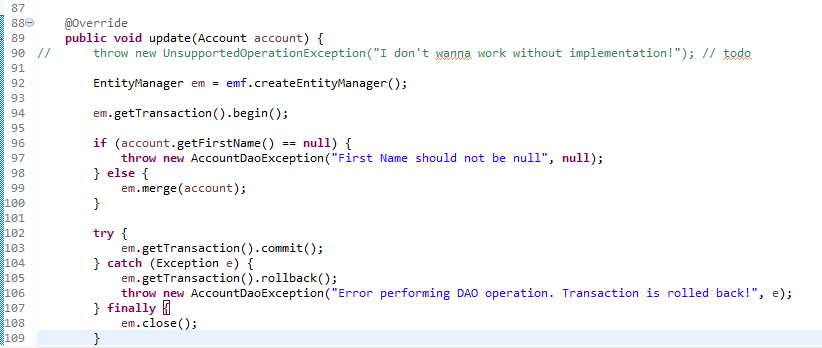 87
88 @Override
89 public void update(Account account) {
90 // throw new UnsupportedOperationException("I don't wanna work without implementation!"); // todo
91
92 EntityManager em = emf.createEntityManager();
93
94 em.getTransaction().begin();
95
96 if (account.getFirstName() == null) {
97 throw new AccountDaoException("First Name should not be null", null);
98 } else {
99 em.merge(account);
100 }
101
102 try {
103 em.getTransaction().commit();
104 } catch (Exception e) {
105 em.getTransaction().rollback();
106 throw new AccountDaoException("Error performing DAO operation. Transaction is rolled back!", e);
107 } finally {
108 em.close();
109 }